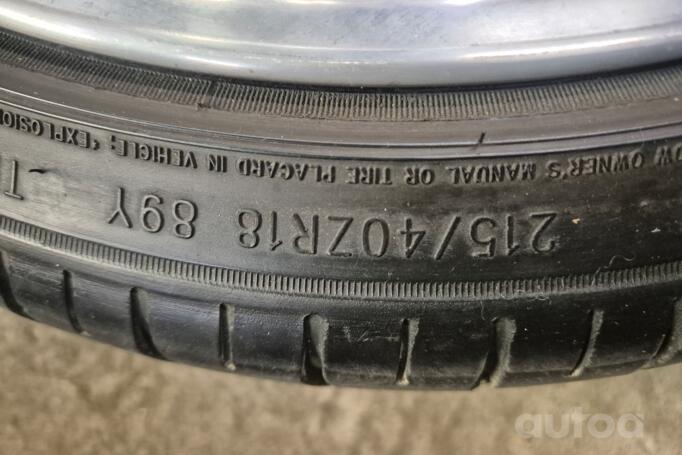 215/40ZR18 89Y T
OW OWNER'S MANUAL OR TIRE PLACARD IN VEHICLE; 'EXPLOSIO
autoa